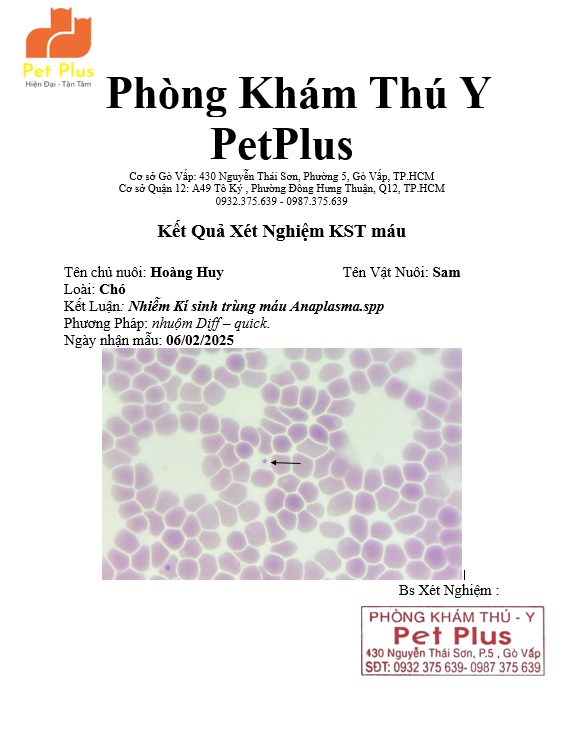 Pet Plus
Hiện Đại - Tận Tâm
Phòng Khám Thú Y
PetPlus
Cơ sở Gò Vấp: 430 Nguyễn Thái Sơn, Phường 5, Gò Vấp, TP.HCM
Cơ sở Quận 12: A49 Tô Ký , Phường Đông Hưng Thuận, Q12, TP.HCM
0932.375.639 - 0987.375.639
Kết Quả Xét Nghiệm KST máu
Tên chủ nuôi: Hoàng Huy Tên Vật Nuôi: Sam
Loài: Chó
Kết Luận: Nhiễm Kí sinh trùng máu Anaplasma.spp
Phương Pháp: nhuộm Diff – quick.
Ngày nhận mẫu: 06/02/2025
Bs Xét Nghiệm :
PHÒNG KHÁM THÚ - Y
Pet Plus
430 Nguyễn Thái Sơn, P.5 , Gò Vấp
SĐT: 0932 375 639- 0987 375 639